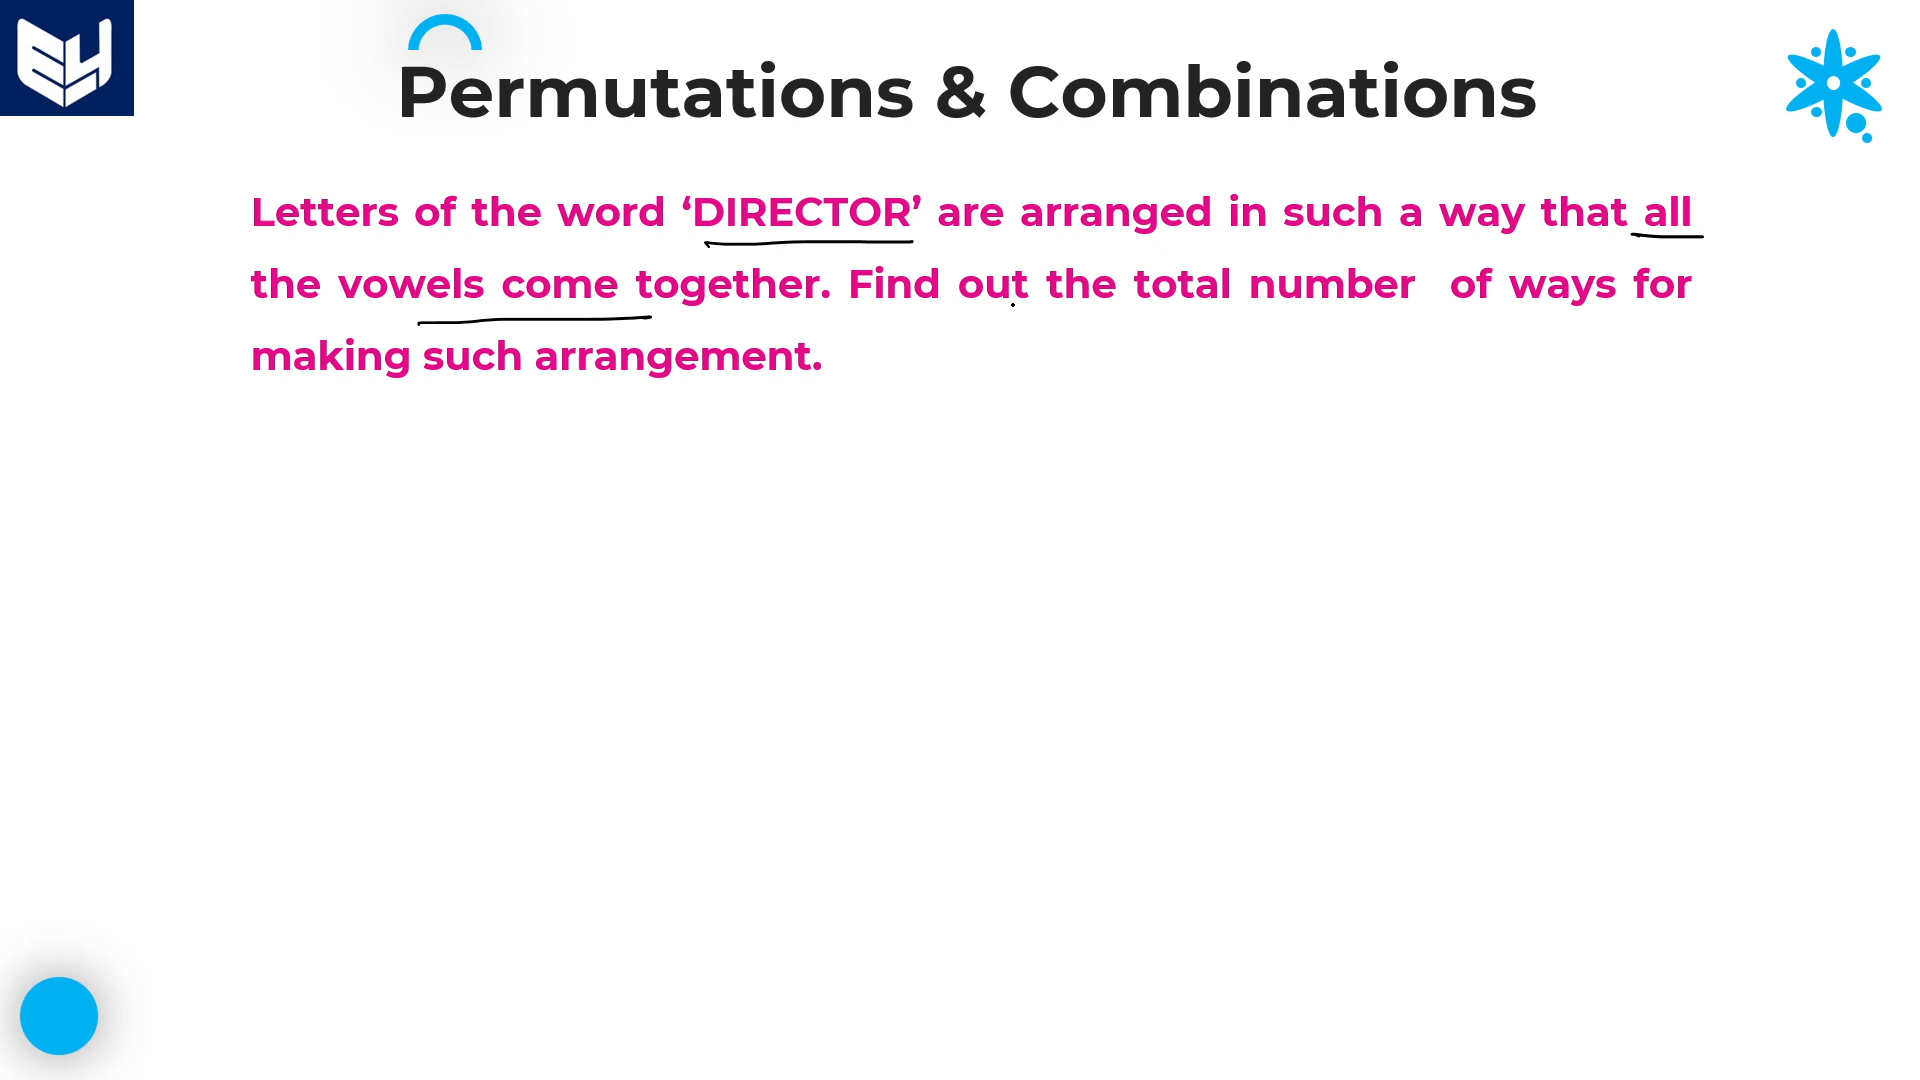 Permutations & Combinations
Letters of the word ‘DIRECTOR’ are arranged in such a way that all
the vowels come together. Find out the total number of ways for
making such arrangement.